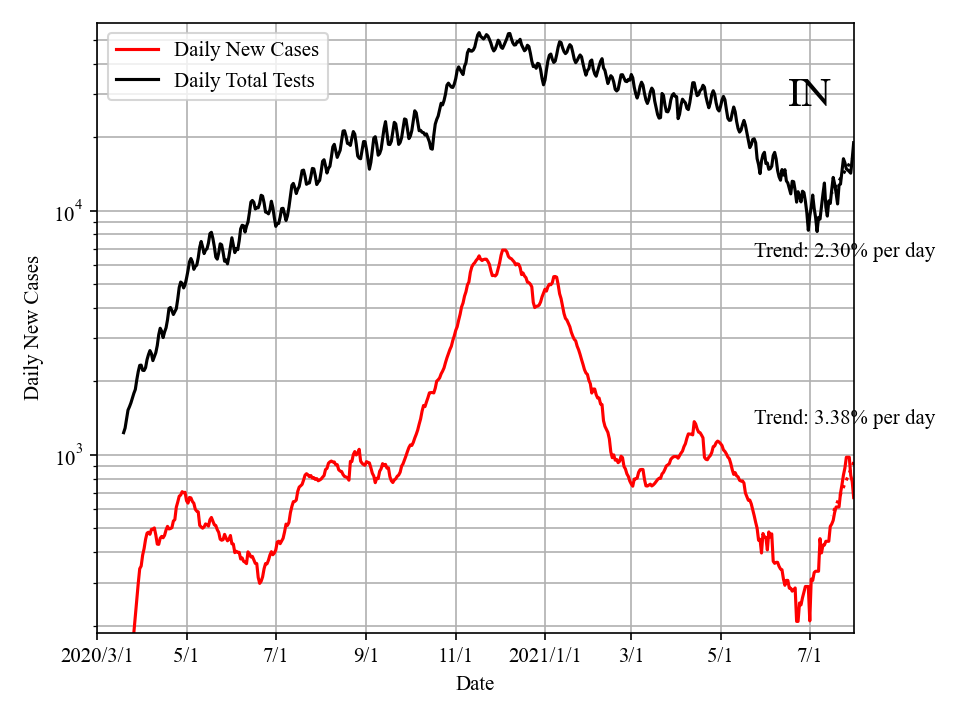 Daily New Cases
Daily Total Tests
IN
10^4
Trend: 2.30% per day
Daily New Cases
Trend: 3.38% per day
10^3
2020/3/1 5/1 7/1 9/1 11/1 2021/1/1 3/1 5/1 7/1
Date